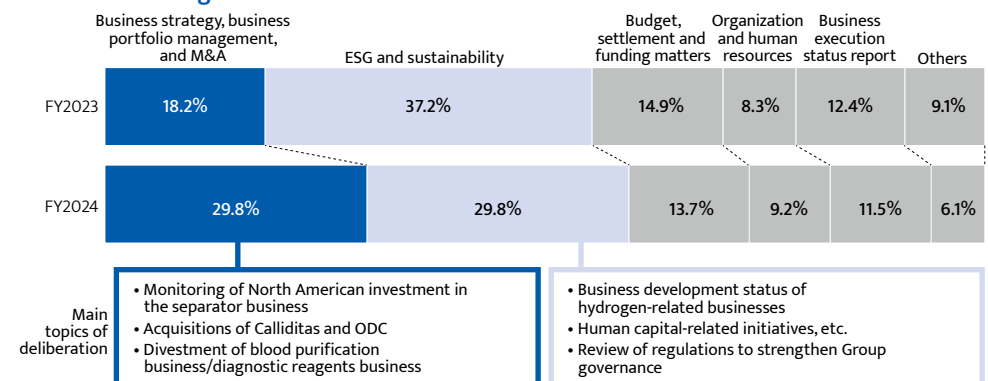 Business strategy, business
portfolio management,
and M&A
ESG and sustainability
Budget,
settlement and
funding matters
Organization
and human
resources
Business
execution
status report
Others
FY2023
18.2%
37.2%
14.9%
8.3%
12.4%
9.1%
FY2024
29.8%
29.8%
13.7%
9.2%
11.5%
6.1%
Main
topics of
deliberation
• Monitoring of North American investment in
the separator business
• Acquisitions of Calliditas and ODC
• Divestment of blood purification
business/diagnostic reagents business
• Business development status of
hydrogen-related businesses
• Human capital-related initiatives, etc.
• Review of regulations to strengthen Group
governance